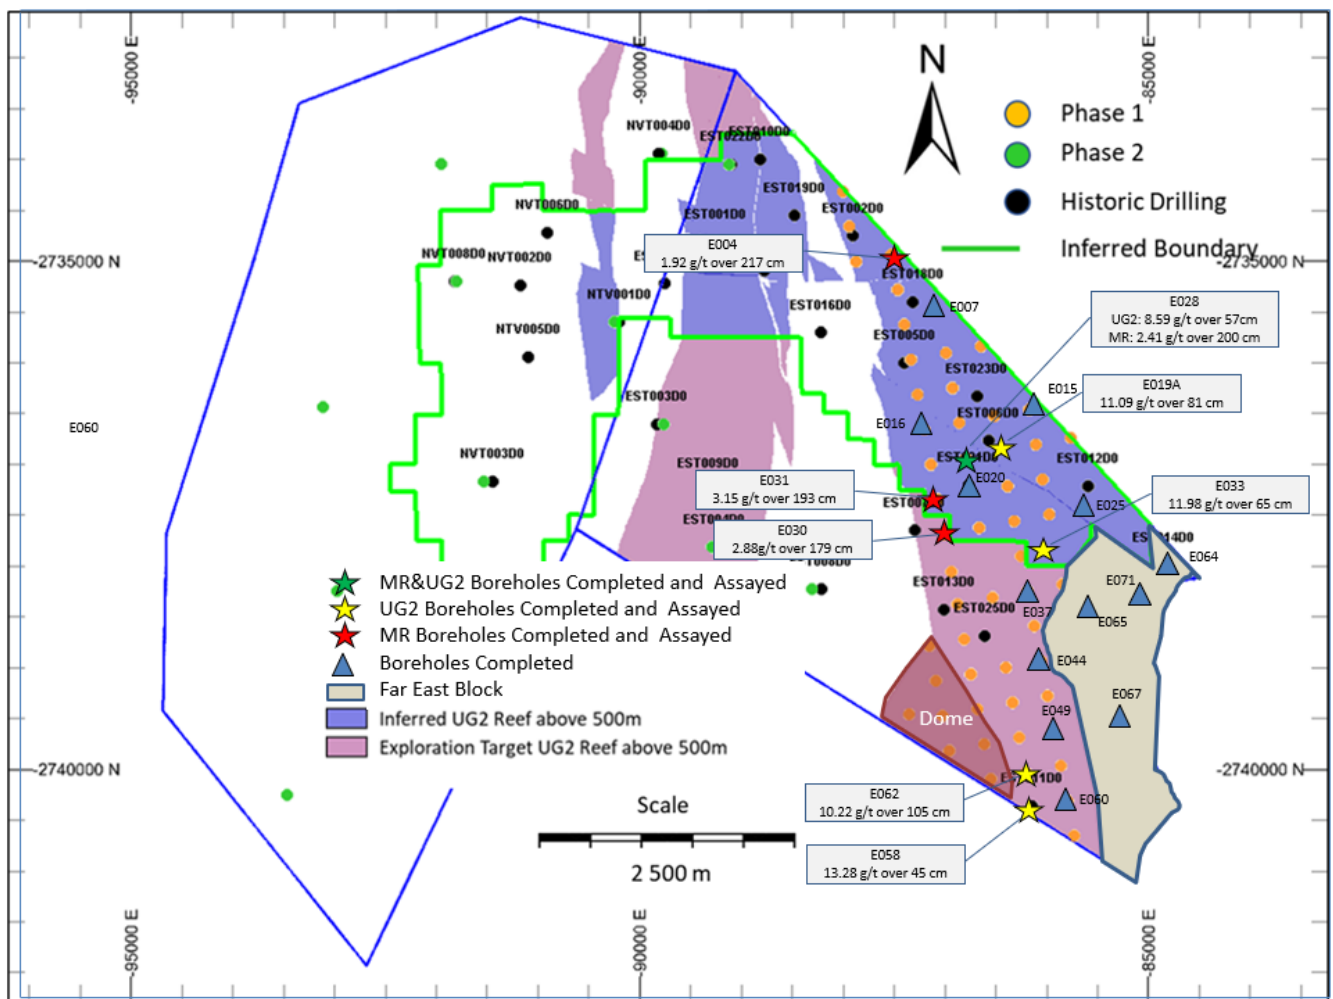 -95000 E
-90000 E
-85000 E
N
Phase 1
Phase 2
Historic Drilling
Inferred Boundary
NVT004D0
EST022D0
EST010D0
EST019D0
EST002D0
EST001D0
NVT006D0
NVT008D0
NVT002D0
-2735000 N
-2735000 N
E004
1.92 g/t over 217 cm
EST018D0
E007
NTV001D0
EST016D0
NTV005D0
EST005D0
E028
UG2: 8.59 g/t over 57cm
MR: 2.41 g/t over 200 cm
EST023D0
E015
E019A
11.09 g/t over 81 cm
EST003D0
EST006D0
E016
E060
NVT003D0
EST009D0
EST012D0
E020
E031
3.15 g/t over 193 cm
E033
11.98 g/t over 65 cm
E025
EST004D0
E030
2.88g/t over 179 cm
E064
EST013D0
EST025D0
E037
E071
E065
E044
E067
E049
Dome
MR&UG2 Boreholes Completed and Assayed
UG2 Boreholes Completed and Assayed
MR Boreholes Completed and Assayed
Boreholes Completed
Far East Block
Inferred UG2 Reef above 500m
Exploration Target UG2 Reef above 500m
-2740000 N
-2740000 N
Scale
2 500 m
E062
10.22 g/t over 105 cm
E060
E058
13.28 g/t over 45 cm
-95000 E
-90000 E
-85000 E